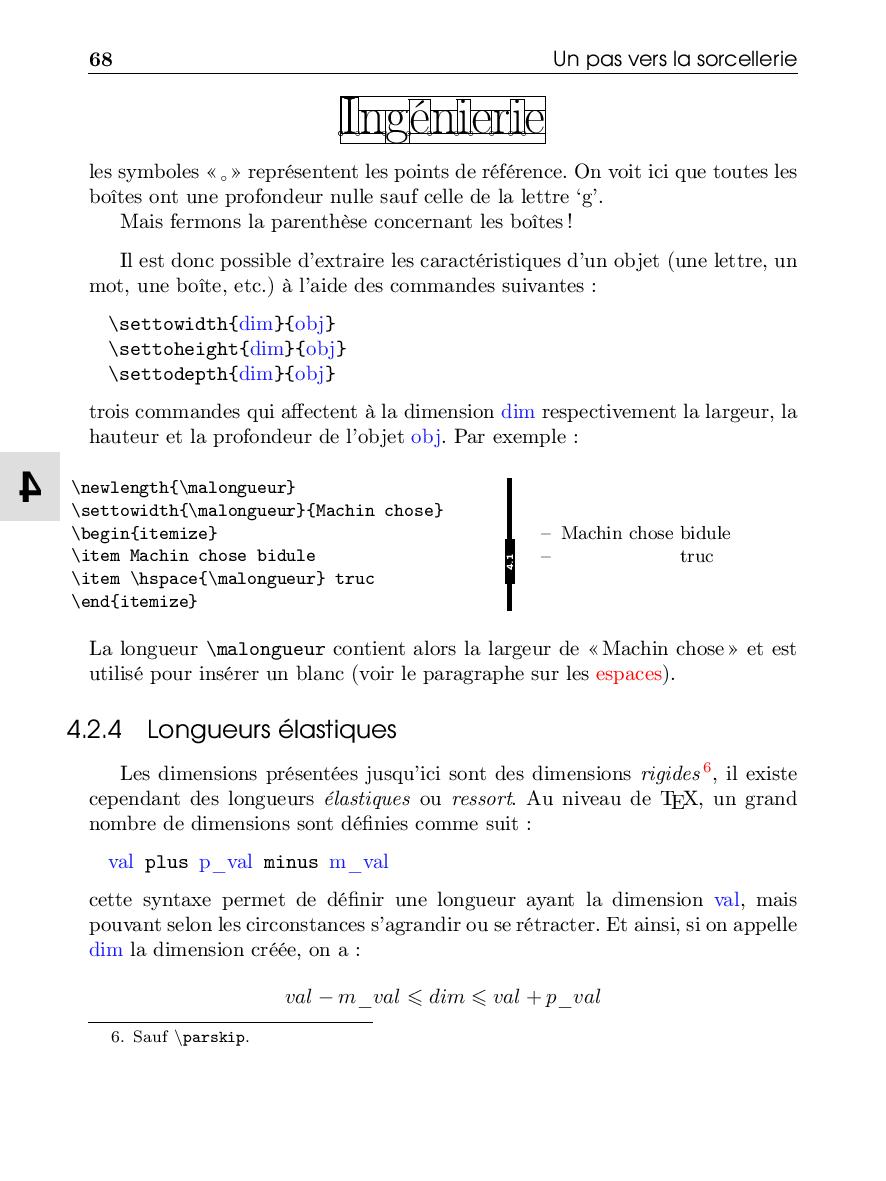 68 Un pas vers la sorcellerie
Ingénierie
les symboles « ◦ » représentent les points de référence. On voit ici que toutes les
boîtes ont une profondeur nulle sauf celle de la lettre ‘g’.
Mais fermons la parenthèse concernant les boîtes !
Il est donc possible d’extraire les caractéristiques d’un objet (une lettre, un
mot, une boîte, etc.) à l’aide des commandes suivantes :
\settowidth{dim}{obj}
\settoheight{dim}{obj}
\settodepth{dim}{obj}
trois commandes qui affectent à la dimension dim respectivement la largeur, la
hauteur et la profondeur de l’objet obj. Par exemple :
4
\newlength{\malongueur}
\settowidth{\malongueur}{Machin chose}
\begin{itemize}
\item Machin chose bidule
\item \hspace{\malongueur} truc
\end{itemize}
4.1
– Machin chose bidule
– truc
La longueur \malongueur contient alors la largeur de « Machin chose » et est
utilisé pour insérer un blanc (voir le paragraphe sur les espaces).
4.2.4 Longueurs élastiques
Les dimensions présentées jusqu’ici sont des dimensions rigides 6, il existe
cependant des longueurs élastiques ou ressort. Au niveau de TEX, un grand
nombre de dimensions sont définies comme suit :
val plus p_val minus m_val
cette syntaxe permet de définir une longueur ayant la dimension val, mais
pouvant selon les circonstances s’agrandir ou se rétracter. Et ainsi, si on appelle
dim la dimension créée, on a :
val − m_val ⩽ dim ⩽ val + p_val
6. Sauf \parskip.